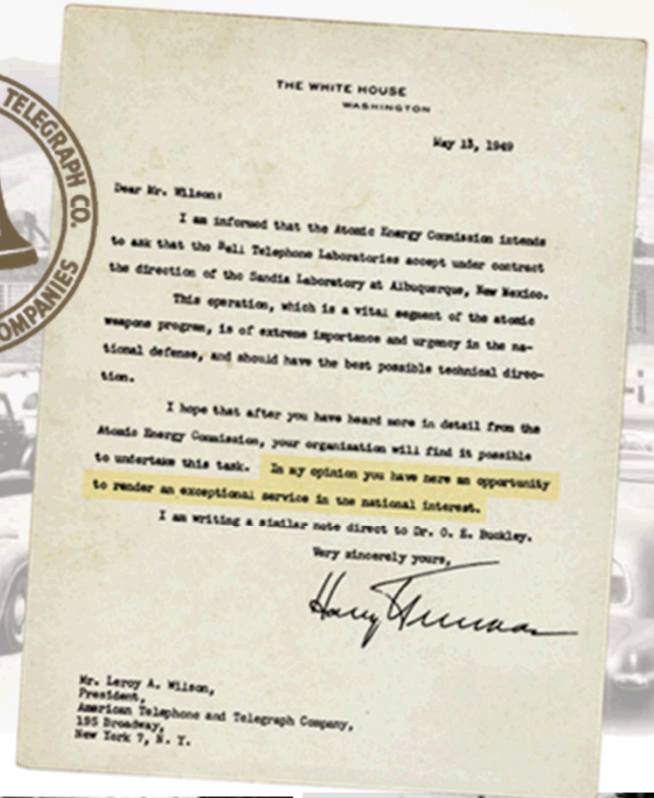 TELEGRAPH CO.
COMPANIES
THE WHITE HOUSE
WASHINGTON
May 13, 1949
Dear Mr. Wilson:
I am informed that the Atomic Energy Commission intends
to ask that the Bell Telephone Laboratories accept under contract
the direction of the Sandia Laboratory at Albuquerque, New Mexico.
This operation, which is a vital segment of the atomic
weapons program, is of extreme importance and urgency in the na-
tional defense, and should have the best possible technical direc-
tion.
I hope that after you have heard more in detail from the
Atomic Energy Commission, your organization will find it possible
to undertake this task. In my opinion you have here an opportunity
to render an exceptional service in the national interest.
I am writing a similar note direct to Dr. O. E. Buckley.
Very sincerely yours,
Harry Truman
Mr. Leroy A. Wilson,
President,
American Telephone and Telegraph Company,
195 Broadway,
New York 7, N. Y.